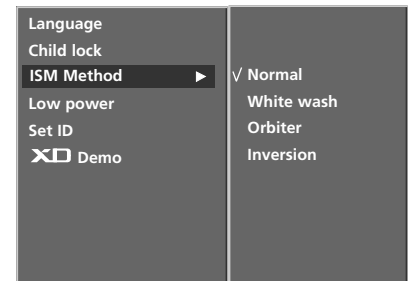 Language
Child lock
ISM Method ▶
Low power
Set ID
XD Demo
√ Normal
White wash
Orbiter
Inversion